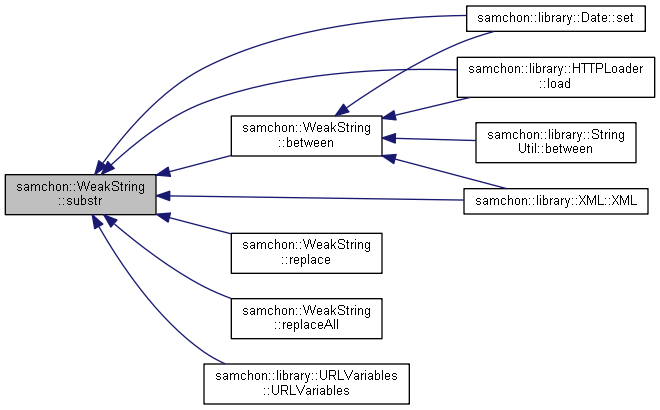 samchon::library::Date::set
samchon::library::HTTPLoader
::load
samchon::WeakString
::between
samchon::library::String
Util::between
samchon::WeakString
::substr
samchon::library::XML::XML
samchon::WeakString
::replace
samchon::WeakString
::replaceAll
samchon::library::URLVariables
::URLVariables